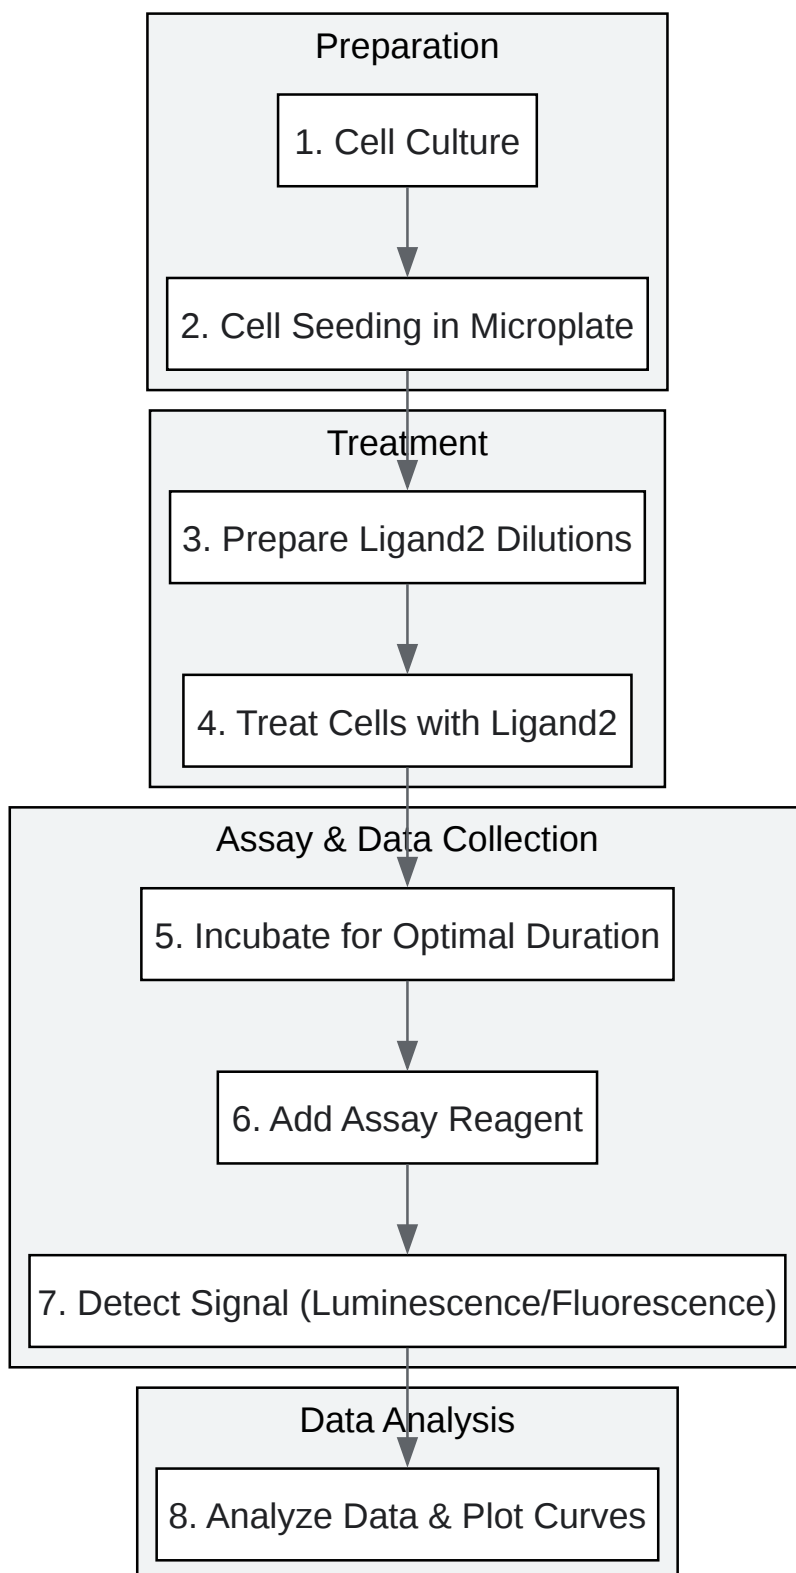 Preparation
1. Cell Culture
2. Cell Seeding in Microplate
Treatment
3. Prepare Ligand2 Dilutions
4. Treat Cells with Ligand2
Assay & Data Collection
5. Incubate for Optimal Duration
6. Add Assay Reagent
7. Detect Signal (Luminescence/Fluorescence)
Data Analysis
8. Analyze Data & Plot Curves